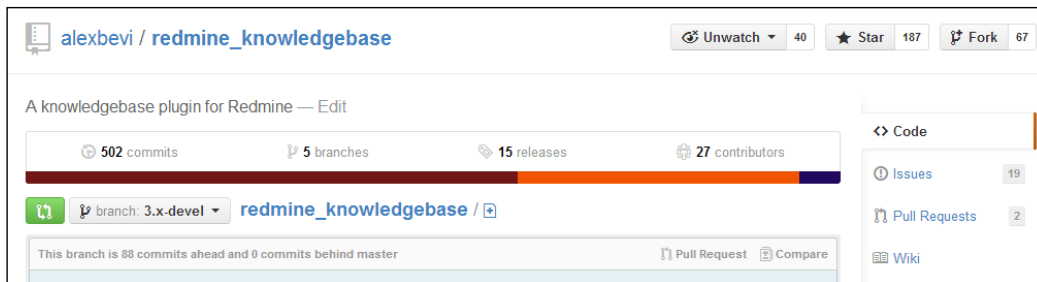 alexbevi / redmine_knowledgebase
Unwatch 40 Star 187 Fork 67
A knowledgebase plugin for Redmine — Edit
502 commits 5 branches 15 releases 27 contributors
branch: 3.x-devel redmine_knowledgebase /
This branch is 88 commits ahead and 0 commits behind master Pull Request Compare
Code
Issues 19
Pull Requests 2
Wiki